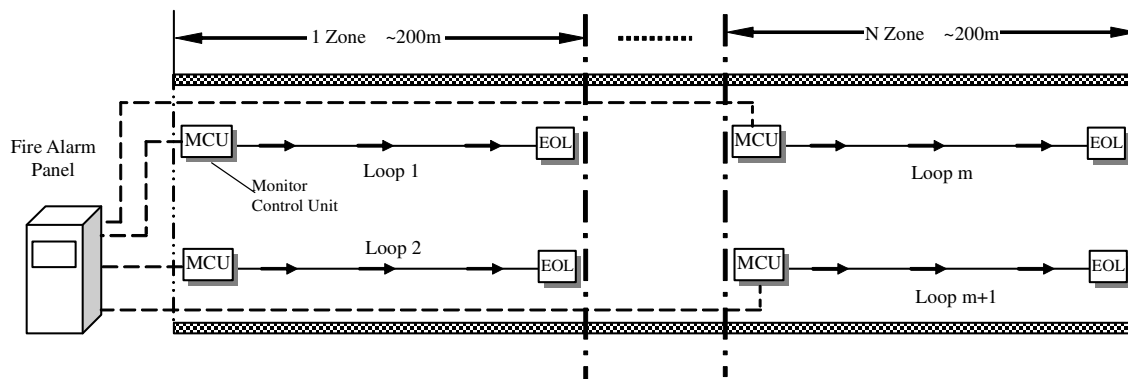 1 Zone ~200m
N Zone ~200m
Fire Alarm
Panel
MCU
EOL
MCU
EOL
Loop 1
Loop m
Monitor
Control Unit
Loop 2
MCU
EOL
MCU
EOL
Loop m+1